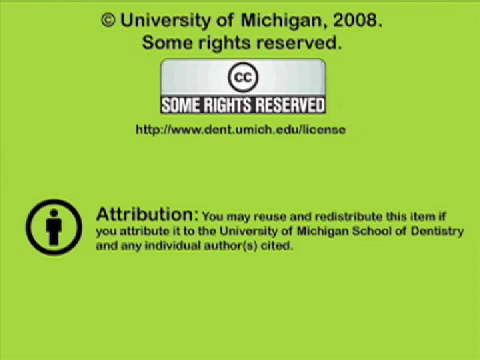 © University of Michigan, 2008.
Some rights reserved.
cc
SOME RIGHTS RESERVED
http://www.dent.umich.edu/license
Attribution: You may reuse and redistribute this item if
you attribute it to the University of Michigan School of Dentistry
and any individual author(s) cited.